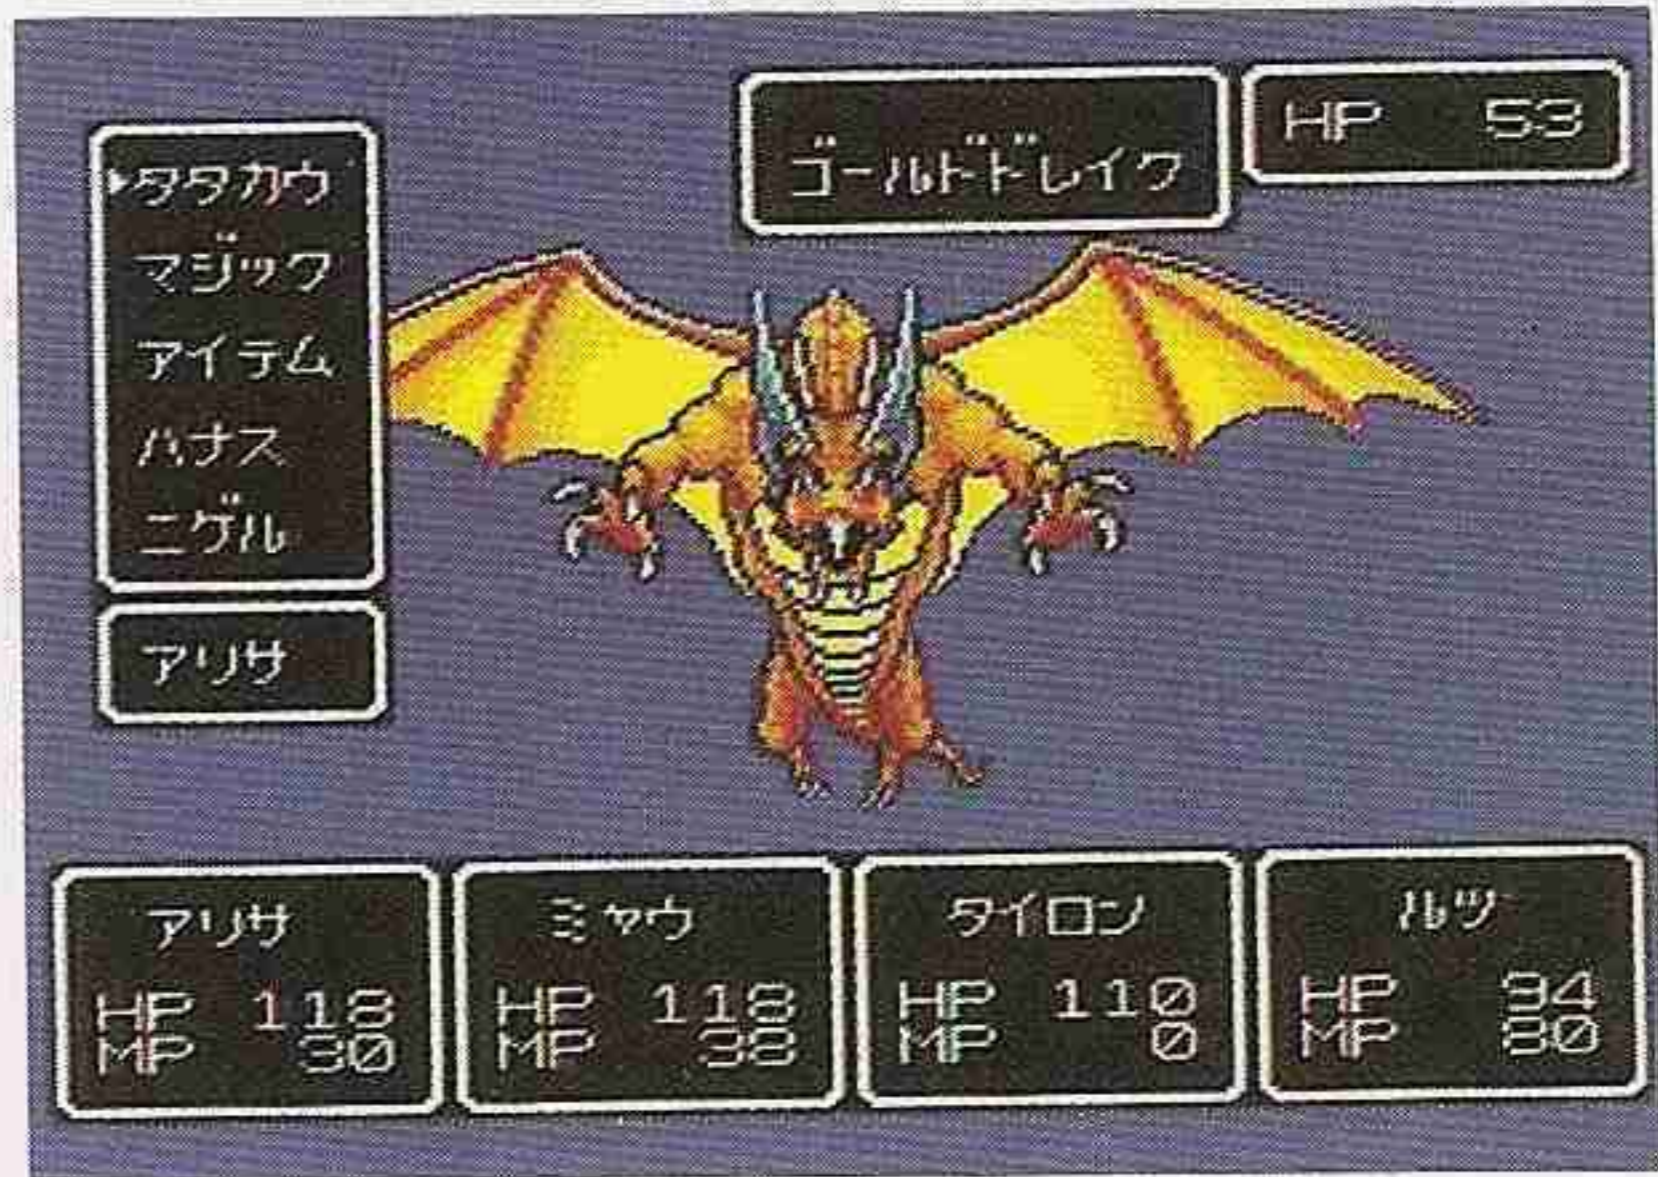 ゴールドドレイク
HP 53
タタカウ
マジック
アイテム
ハナス
ニゲル
アリサ
アリサ
HP 118
MP 30
ミャウ
HP 118
MP 38
タイロン
HP 110
MP 0
ルツ
HP 94
MP 80